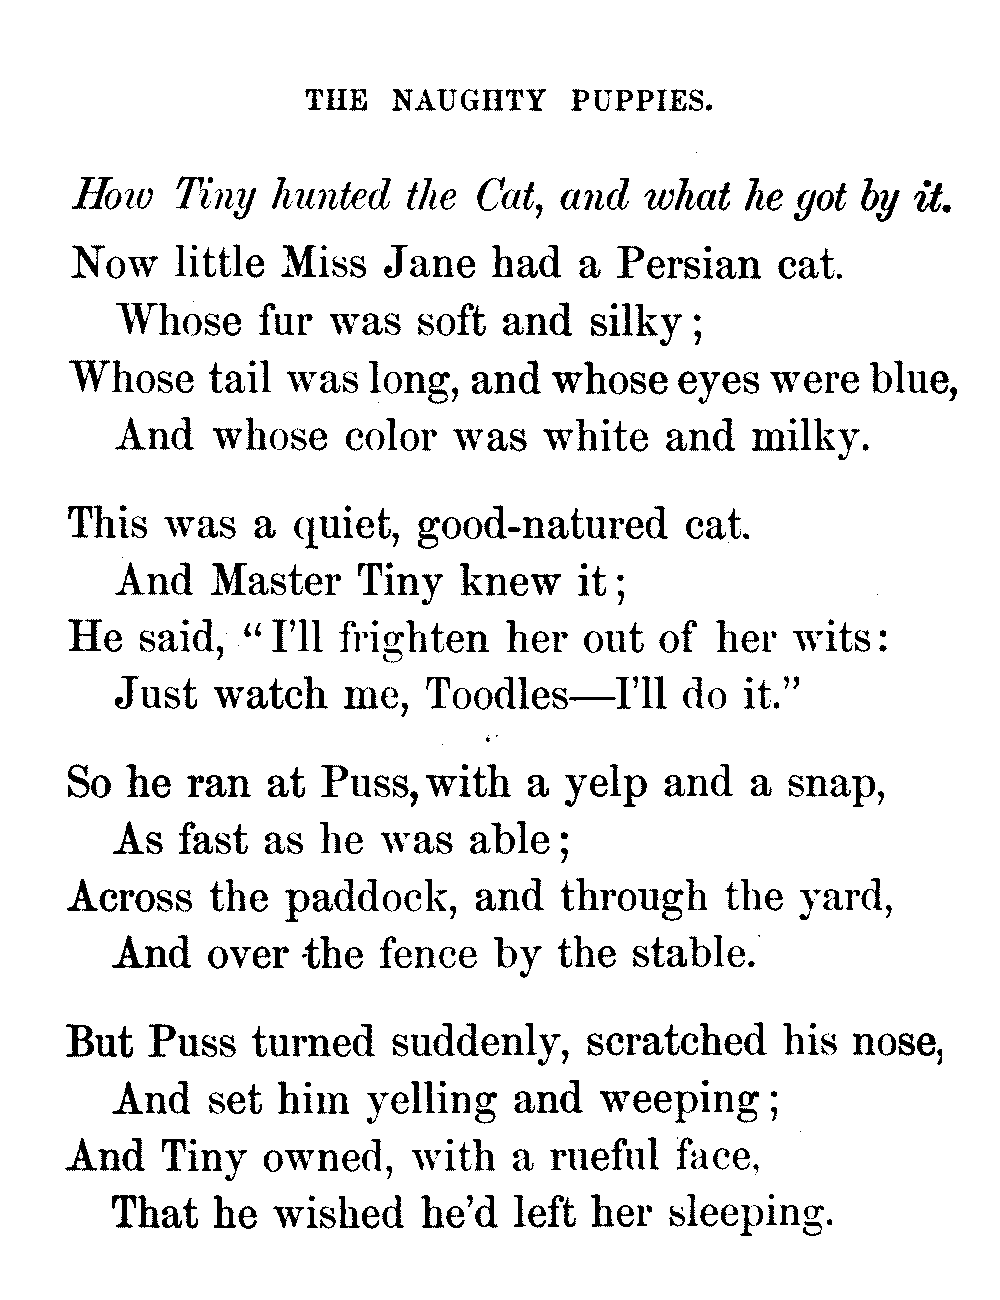 THE NAUGHTY PUPPIES.
How Tiny hunted the Cat, and what he got by it.
Now little Miss Jane had a Persian cat.
Whose fur was soft and silky;
Whose tail was long, and whose eyes were blue,
And whose color was white and milky.
This was a quiet, good-natured cat.
And Master Tiny knew it;
He said, "I'll frighten her out of her wits:
Just watch me, Toodles—I'll do it."
So he ran at Puss, with a yelp and a snap,
As fast as he was able;
Across the paddock, and through the yard,
And over the fence by the stable.
But Puss turned suddenly, scratched his nose,
And set him yelling and weeping;
And Tiny owned, with a rueful face,
That he wished he'd left her sleeping.